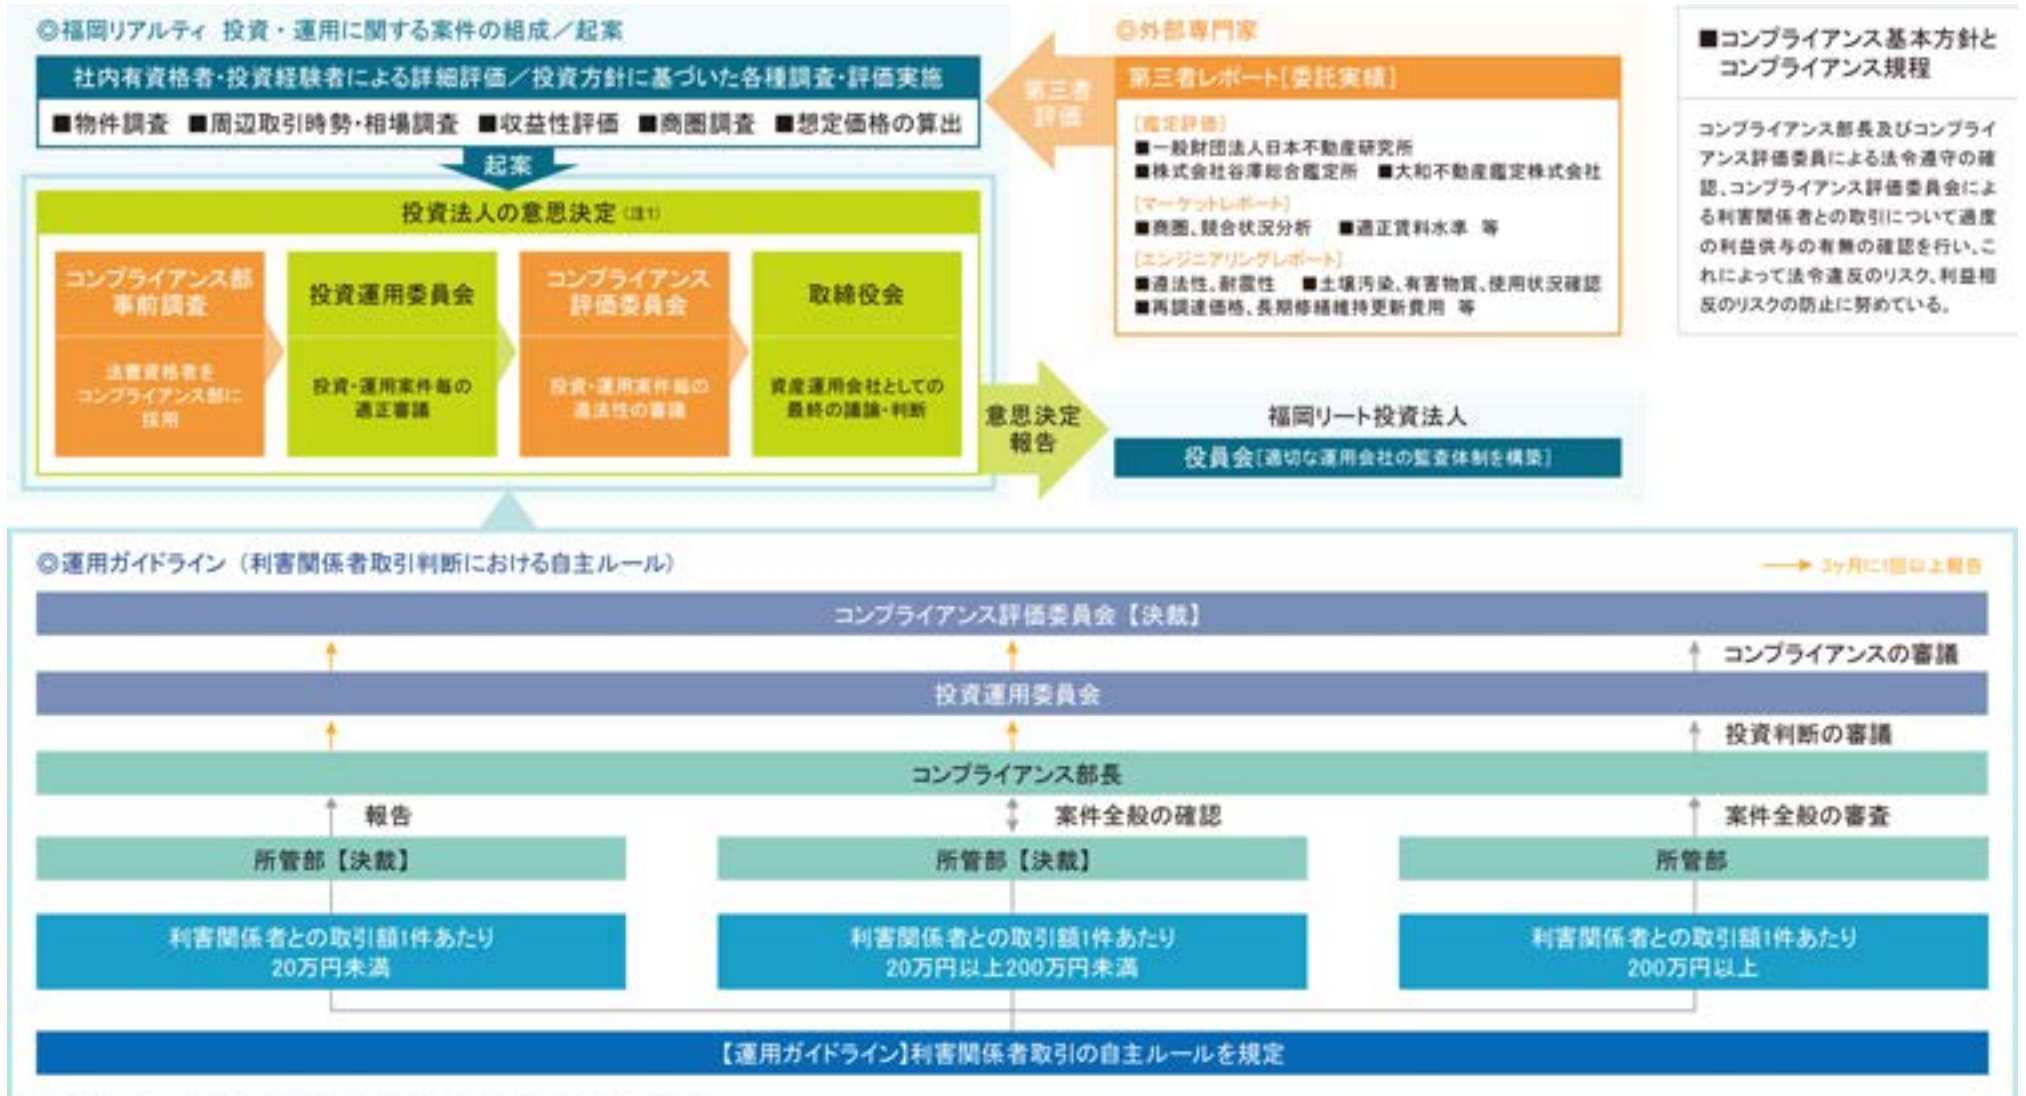 ◎福岡リアルティ 投資・運用に関する案件の組成／起案
社内有資格者・投資経験者による詳細評価／投資方針に基づいた各種調査・評価実施
■物件調査 ■周辺取引時勢・相場調査 ■収益性評価 ■商圏調査 ■想定価格の算出
起案
投資法人の意思決定（注1）
コンプライアンス部
事前調査
法曹資格者を
コンプライアンス部に
採用
投資運用委員会
投資・運用案件毎の
適正審議
コンプライアンス
評価委員会
投資・運用案件毎の
適法性の審議
取締役会
資産運用会社としての
最終の議論・判断
第三者
評価
◎外部専門家
第三者レポート[委託実績]
[鑑定評価]
■一般財団法人日本不動産研究所
■株式会社谷澤総合鑑定所 ■大和不動産鑑定株式会社
[マーケットレポート]
■商圏、競合状況分析 ■適正賃料水準 等
[エンジニアリングレポート]
■遵法性、耐震性 ■土壌汚染、有害物質、使用状況確認
■再調達価格、長期修繕維持更新費用 等
意思決定
報告
福岡リート投資法人
役員会[適切な運用会社の監査体制を構築]
■コンプライアンス基本方針と
コンプライアンス規程
コンプライアンス部長及びコンプライ
アンス評価委員による法令遵守の確
認、コンプライアンス評価委員会によ
る利害関係者との取引について過度
の利益供与の有無の確認を行い、こ
れによって法令違反のリスク、利益相
反のリスクの防止に努めている。
◎運用ガイドライン（利害関係者取引判断における自主ルール）
3ヶ月に1回以上報告
コンプライアンス評価委員会【決裁】
コンプライアンスの審議
投資運用委員会
投資判断の審議
コンプライアンス部長
報告
案件全般の確認
案件全般の審査
所管部【決裁】
所管部【決裁】
所管部
利害関係者との取引額1件あたり
20万円未満
利害関係者との取引額1件あたり
20万円以上200万円未満
利害関係者との取引額1件あたり
200万円以上
【運用ガイドライン】利害関係者取引の自主ルールを規定